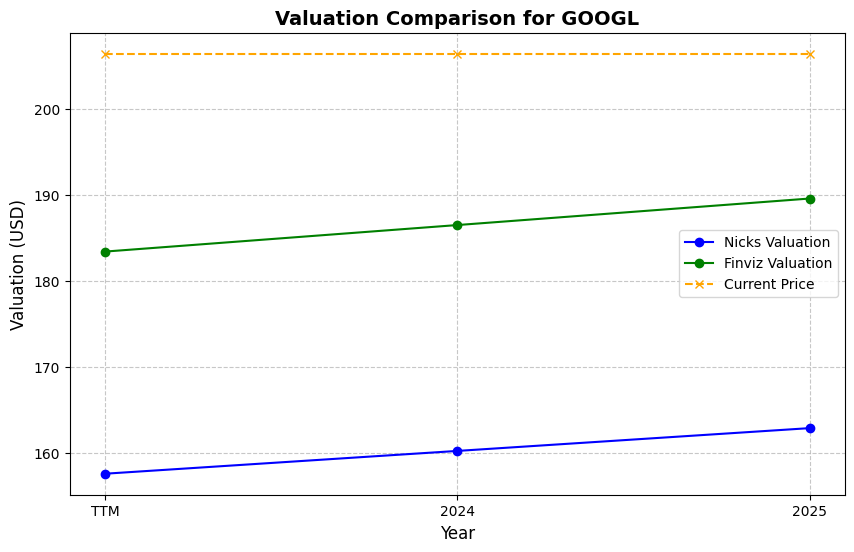 Valuation Comparison for GOOGL
Valuation (USD)
200
190
180
170
160
Nicks Valuation
Finviz Valuation
Current Price
TTM
2024
2025
Year